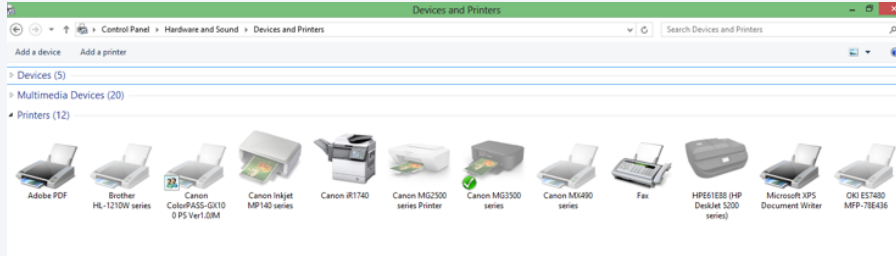 Devices and Printers
Control Panel › Hardware and Sound › Devices and Printers
Search Devices and Printers
Add a device Add a printer
Devices (5)
Multimedia Devices (20)
Printers (12)
Adobe PDF
Brother
HL-1210W series
Canon
ColorPASS-GX10
0 PS Ver1.0JM
Canon Inkjet
MP140 series
Canon iR1740
Canon MG2500
series Printer
Canon MG3500
series
Canon MX490
series
Fax
HPE61E88 (HP
DeskJet 5200
series)
Microsoft XPS
Document Writer
OKI ES7480
MFP-78E436